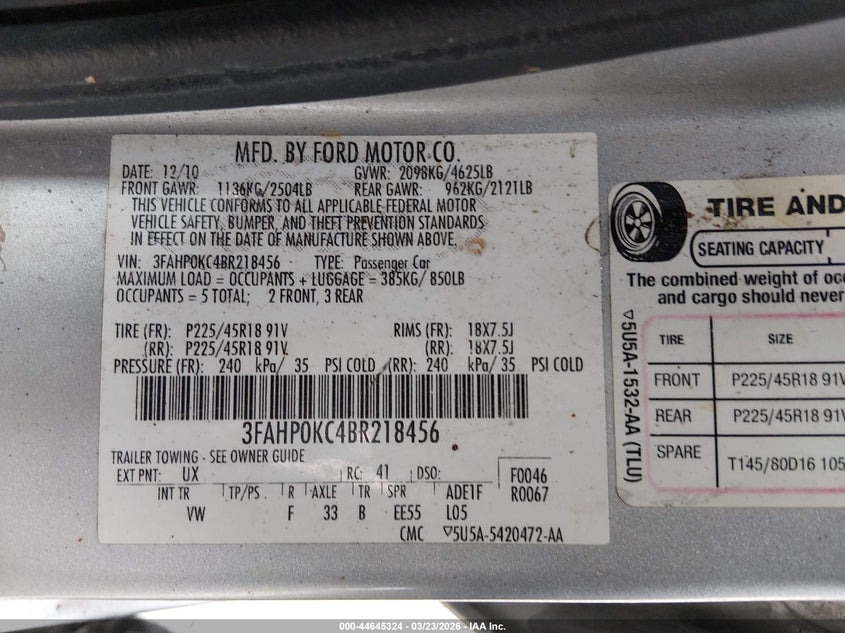 MFD. BY FORD MOTOR CO.
DATE: 12/10 GVWR: 2098KG/4625LB
FRONT GAWR: 1136KG/2504LB REAR GAWR: 962KG/2121LB
THIS VEHICLE CONFORMS TO ALL APPLICABLE FEDERAL MOTOR
VEHICLE SAFETY, BUMPER, AND THEFT PREVENTION STANDARDS
IN EFFECT ON THE DATE OF MANUFACTURE SHOWN ABOVE.
VIN: 3FAHP0KC4BR218456 TYPE: Passenger Car
MAXIMUM LOAD = OCCUPANTS + LUGGAGE = 385KG/ 850LB
OCCUPANTS = 5 TOTAL; 2 FRONT, 3 REAR
TIRE (FR): P225/45R18 91V RIMS (FR): 18X7.5J
(RR): P225/45R18 91V (RR): 18X7.5J
PRESSURE (FR): 240 kPa/ 35 PSI COLD (RR): 240 kPa/ 35 PSI COLD
3FAHP0KC4BR218456
TRAILER TOWING - SEE OWNER GUIDE
EXT PNT: UX RC: 41 DSO: F0046
INT TR TP/PS R AXLE TR SPR ADE1F R0067
VW F 33 B EE55 L05
CMC ▽5U5A-5420472-AA
TIRE AND
SEATING CAPACITY
The combined weight of occ
and cargo should never
TIRE SIZE
FRONT P225/45R18 91V
REAR P225/45R18 91V
SPARE T145/80D16 105
▽5U5A-1532-AA (TLU)
000-44645324 | 03/23/2026 – IAA Inc.